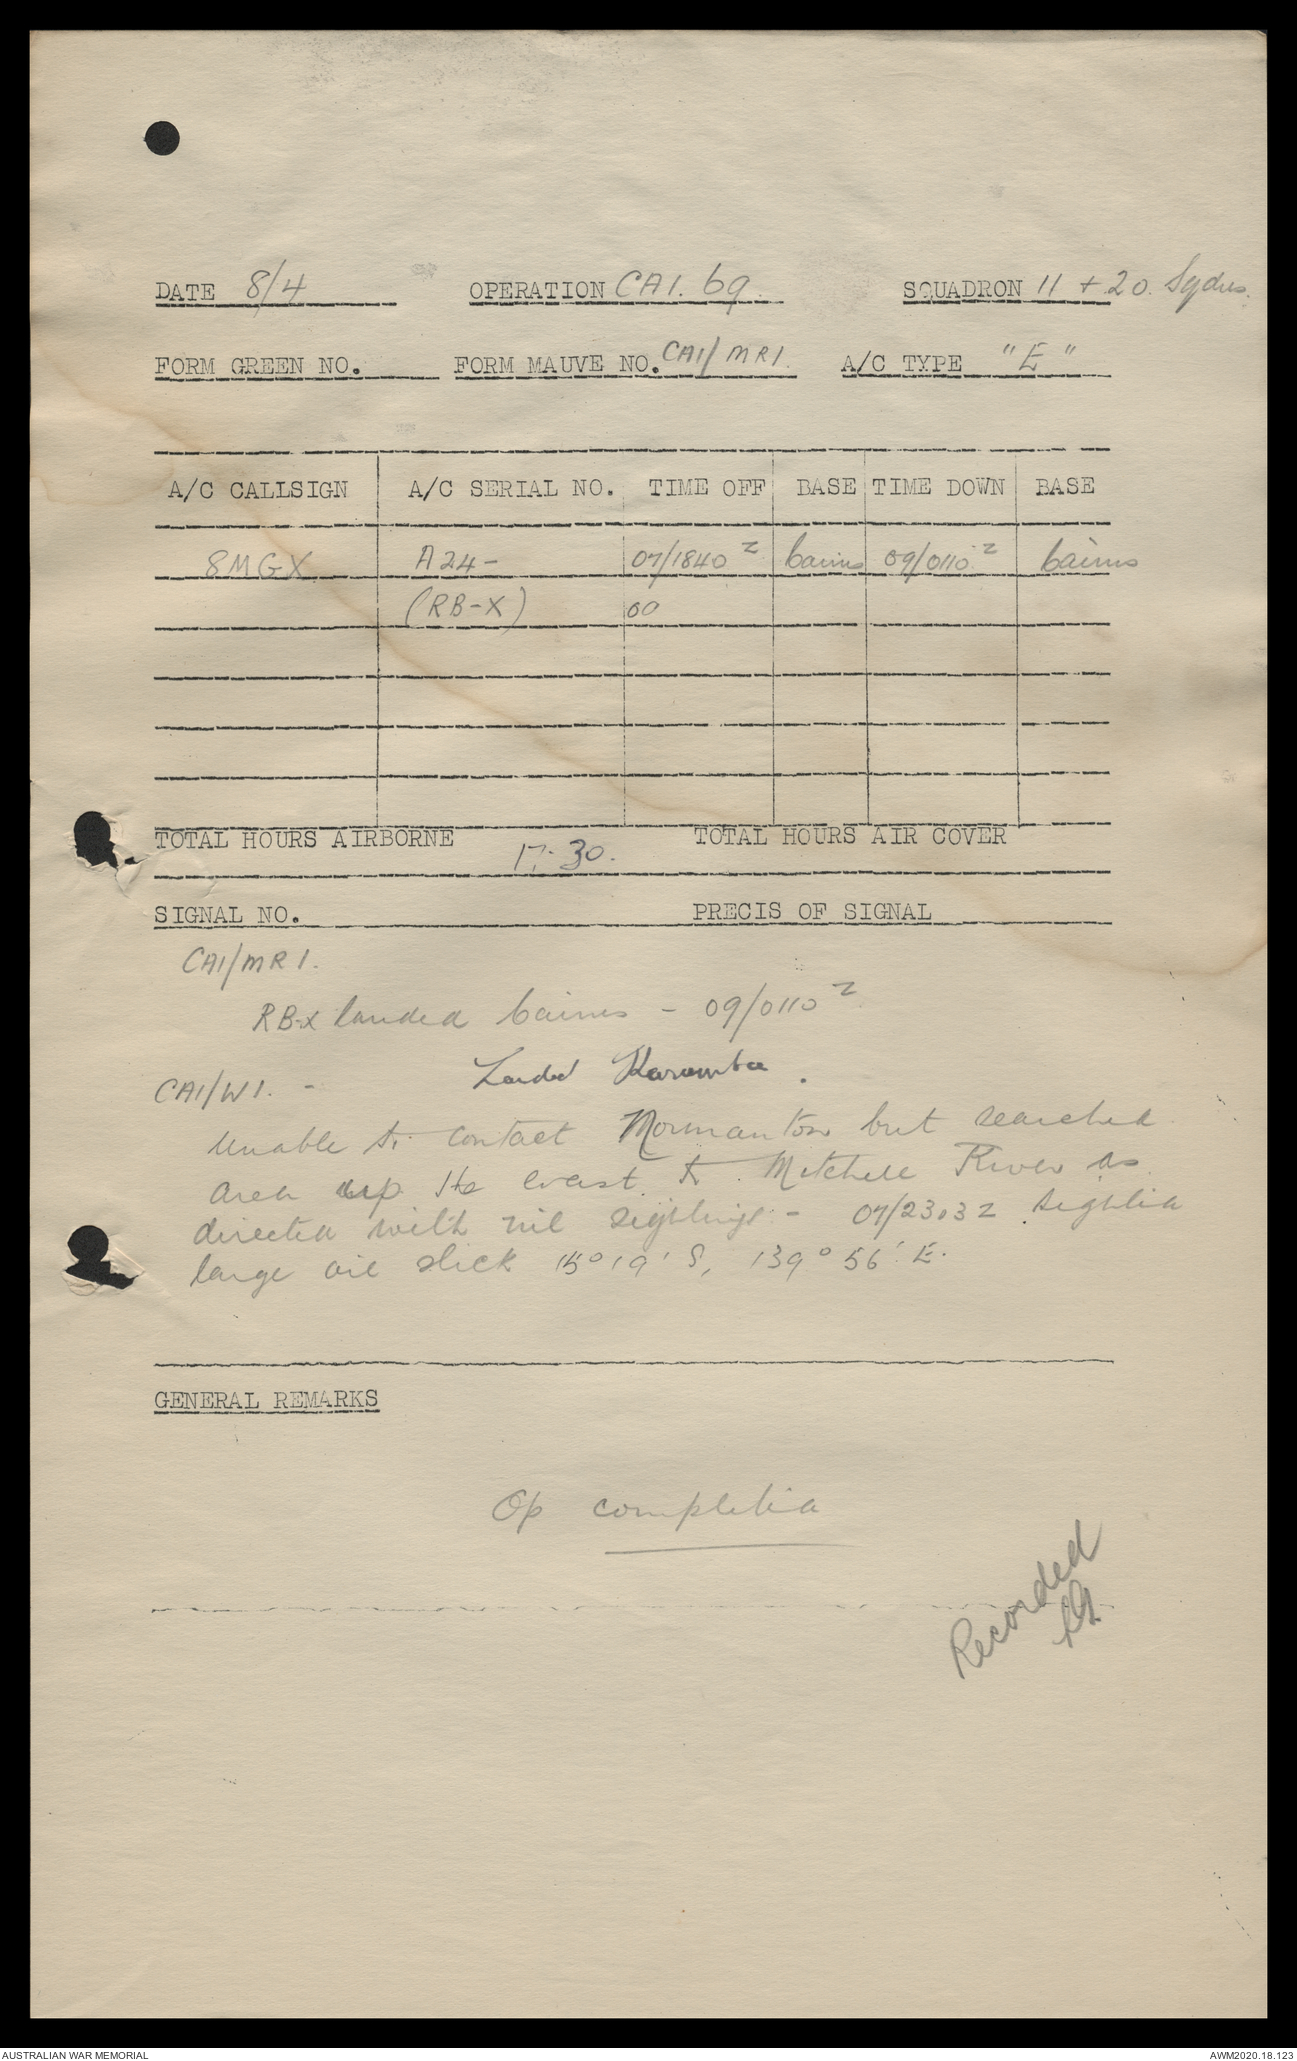 DATE 8/4 OPERATION CA1. 69. SQUADRON 11 + 20. Sqdns.
FORM GREEN NO. FORM MAUVE NO. CA1/MR1. A/C TYPE "E"
A/C CALLSIGN A/C SERIAL NO. TIME OFF BASE TIME DOWN BASE
8MGX A24- 07/1840 Z Cairns 09/0110 Z Cairns
(RB-X) 00
TOTAL HOURS AIRBORNE 17.30. TOTAL HOURS AIR COVER
SIGNAL NO. PRECIS OF SIGNAL
CA1/MR1.
RB-X landed Cairns - 09/0110 Z
Landed Karumba.
CA1/W1. -
Unable to contact Normanton but searched
area up the coast to Mitchell River as
directed with nil sightings - 07/2303Z sighted
large oil slick 15° 19' S, 139° 56' E.
GENERAL REMARKS
Op completed
Recorded
AUSTRALIAN WAR MEMORIAL AWM2020.18.123